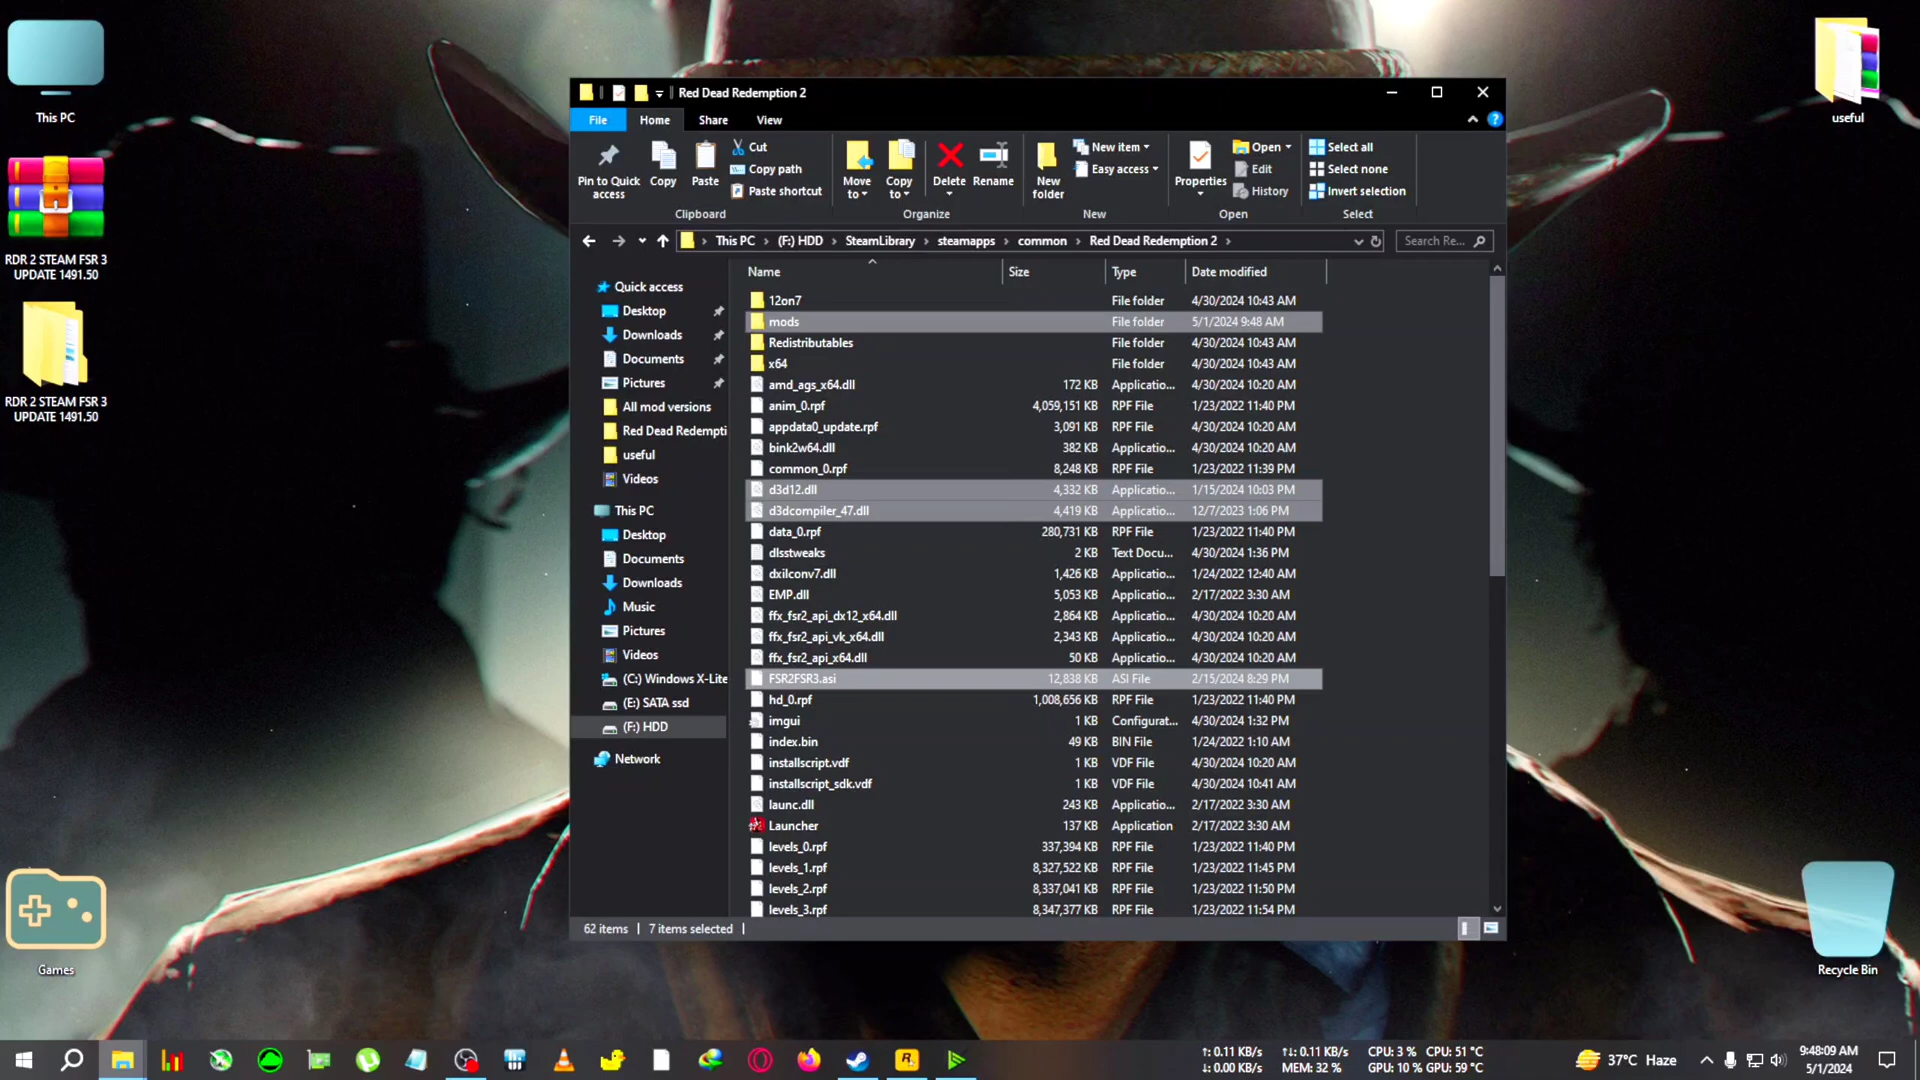 This PC
RDR 2 STEAM FSR 3
UPDATE 1491.50
RDR 2 STEAM FSR 3
UPDATE 1491.50
Games
useful
Recycle Bin
Red Dead Redemption 2
File Home Share View
Pin to Quick access
Copy
Paste
Cut
Copy path
Paste shortcut
Clipboard
Move to
Copy to
Delete
Rename
Organize
New folder
New item
Easy access
New
Properties
Open
Edit
History
Open
Select all
Select none
Invert selection
Select
This PC > (F:) HDD > SteamLibrary > steamapps > common > Red Dead Redemption 2 >
Search Re...
Quick access
Desktop
Downloads
Documents
Pictures
All mod versions
Red Dead Redempti
useful
Videos
This PC
Desktop
Documents
Downloads
Music
Pictures
Videos
(C:) Windows X-Lite
(E:) SATA ssd
(F:) HDD
Network
Name Size Type Date modified
12on7 File folder 4/30/2024 10:43 AM
mods File folder 5/1/2024 9:48 AM
Redistributables File folder 4/30/2024 10:43 AM
x64 File folder 4/30/2024 10:43 AM
amd_ags_x64.dll 172 KB Applicatio... 4/30/2024 10:20 AM
anim_0.rpf 4,059,151 KB RPF File 1/23/2022 11:40 PM
appdata0_update.rpf 3,091 KB RPF File 4/30/2024 10:20 AM
bink2w64.dll 382 KB Applicatio... 4/30/2024 10:20 AM
common_0.rpf 8,248 KB RPF File 1/23/2022 11:39 PM
d3d12.dll 4,332 KB Applicatio... 1/15/2024 10:03 PM
d3dcompiler_47.dll 4,419 KB Applicatio... 12/7/2023 1:06 PM
data_0.rpf 280,731 KB RPF File 1/23/2022 11:40 PM
dlsstweaks 2 KB Text Docu... 4/30/2024 1:36 PM
dxilconv7.dll 1,426 KB Applicatio... 1/24/2022 12:40 AM
EMP.dll 5,053 KB Applicatio... 2/17/2022 3:30 AM
ffx_fsr2_api_dx12_x64.dll 2,864 KB Applicatio... 4/30/2024 10:20 AM
ffx_fsr2_api_vk_x64.dll 2,343 KB Applicatio... 4/30/2024 10:20 AM
ffx_fsr2_api_x64.dll 50 KB Applicatio... 4/30/2024 10:20 AM
FSR2FSR3.asi 12,838 KB ASI File 2/15/2024 8:29 PM
hd_0.rpf 1,008,656 KB RPF File 1/23/2022 11:40 PM
imgui 1 KB Configurat... 4/30/2024 1:32 PM
index.bin 49 KB BIN File 1/24/2022 1:10 AM
installscript.vdf 1 KB VDF File 4/30/2024 10:20 AM
installscript_sdk.vdf 1 KB VDF File 4/30/2024 10:41 AM
launc.dll 243 KB Applicatio... 2/17/2022 3:30 AM
Launcher 137 KB Application 2/17/2022 3:30 AM
levels_0.rpf 337,394 KB RPF File 1/23/2022 11:40 PM
levels_1.rpf 8,327,522 KB RPF File 1/23/2022 11:45 PM
levels_2.rpf 8,337,041 KB RPF File 1/23/2022 11:50 PM
levels_3.rpf 8,347,377 KB RPF File 1/23/2022 11:54 PM
62 items 7 items selected
↑: 0.11 KB/s ↑↓: 0.11 KB/s CPU: 3 % CPU: 51 °C
↓: 0.00 KB/s MEM: 32 % GPU: 10 % GPU: 59 °C
37°C Haze
9:48:09 AM
5/1/2024